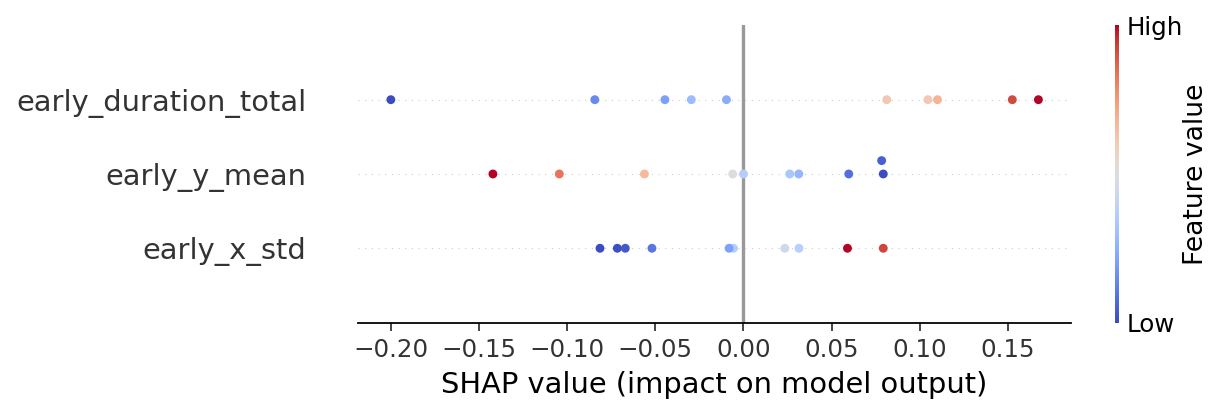 High
early_duration_total
early_y_mean
early_x_std
Feature value
Low
−0.20 −0.15 −0.10 −0.05 0.00 0.05 0.10 0.15
SHAP value (impact on model output)